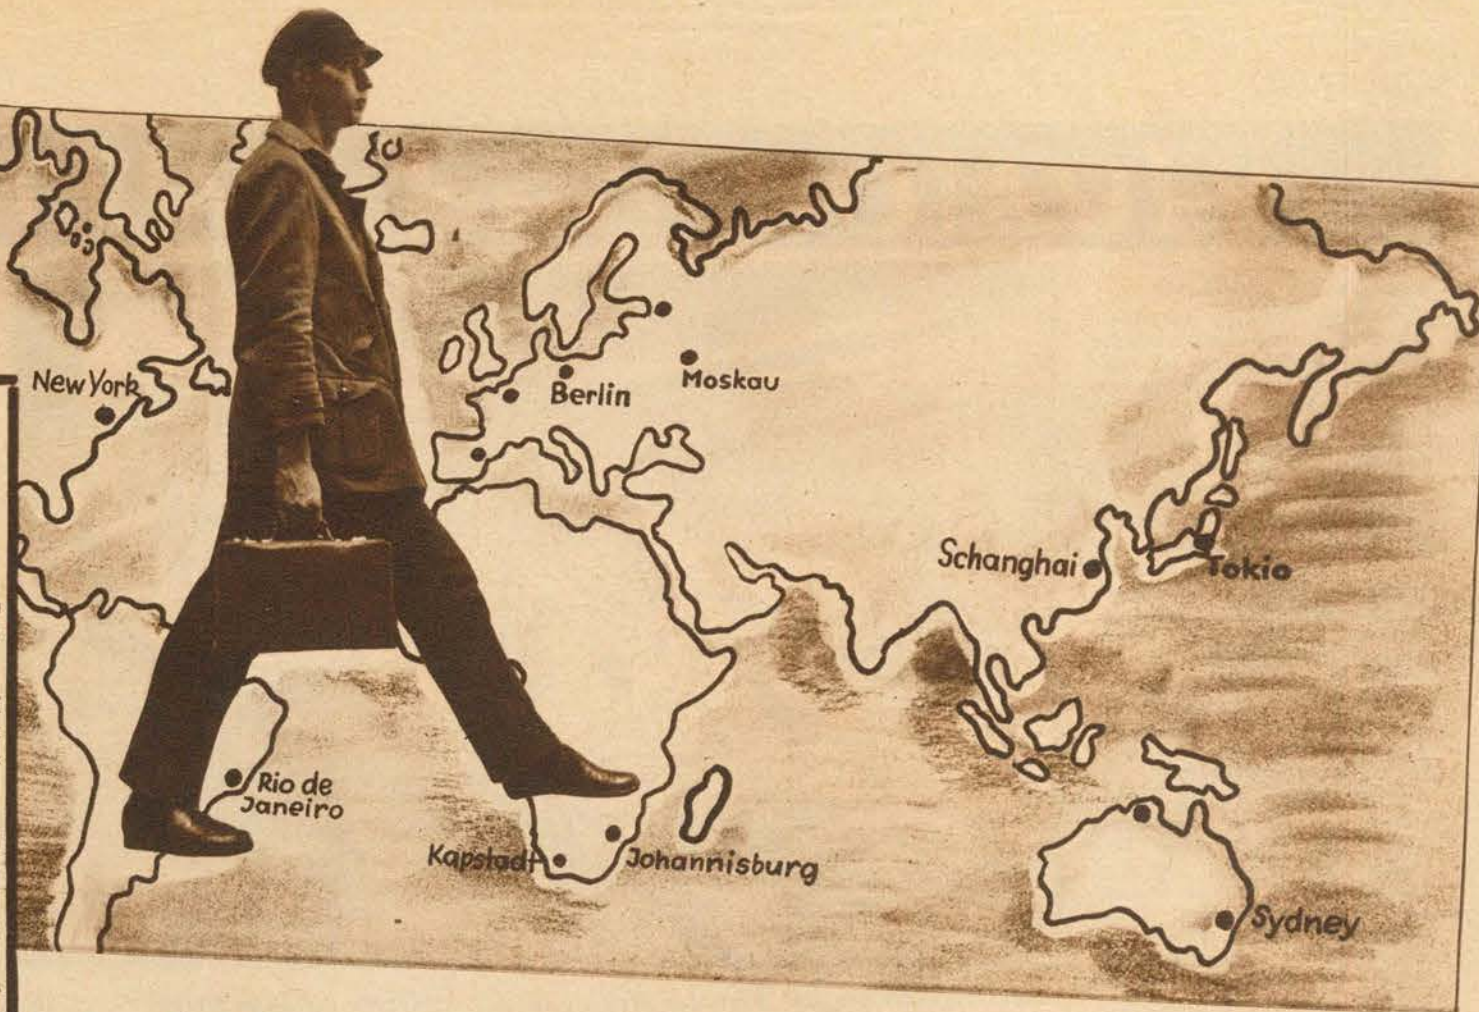 New York
Berlin
Moskau
Schanghai
Tokio
Rio de
Janeiro
Kapstadt
Johannisburg
Sydney